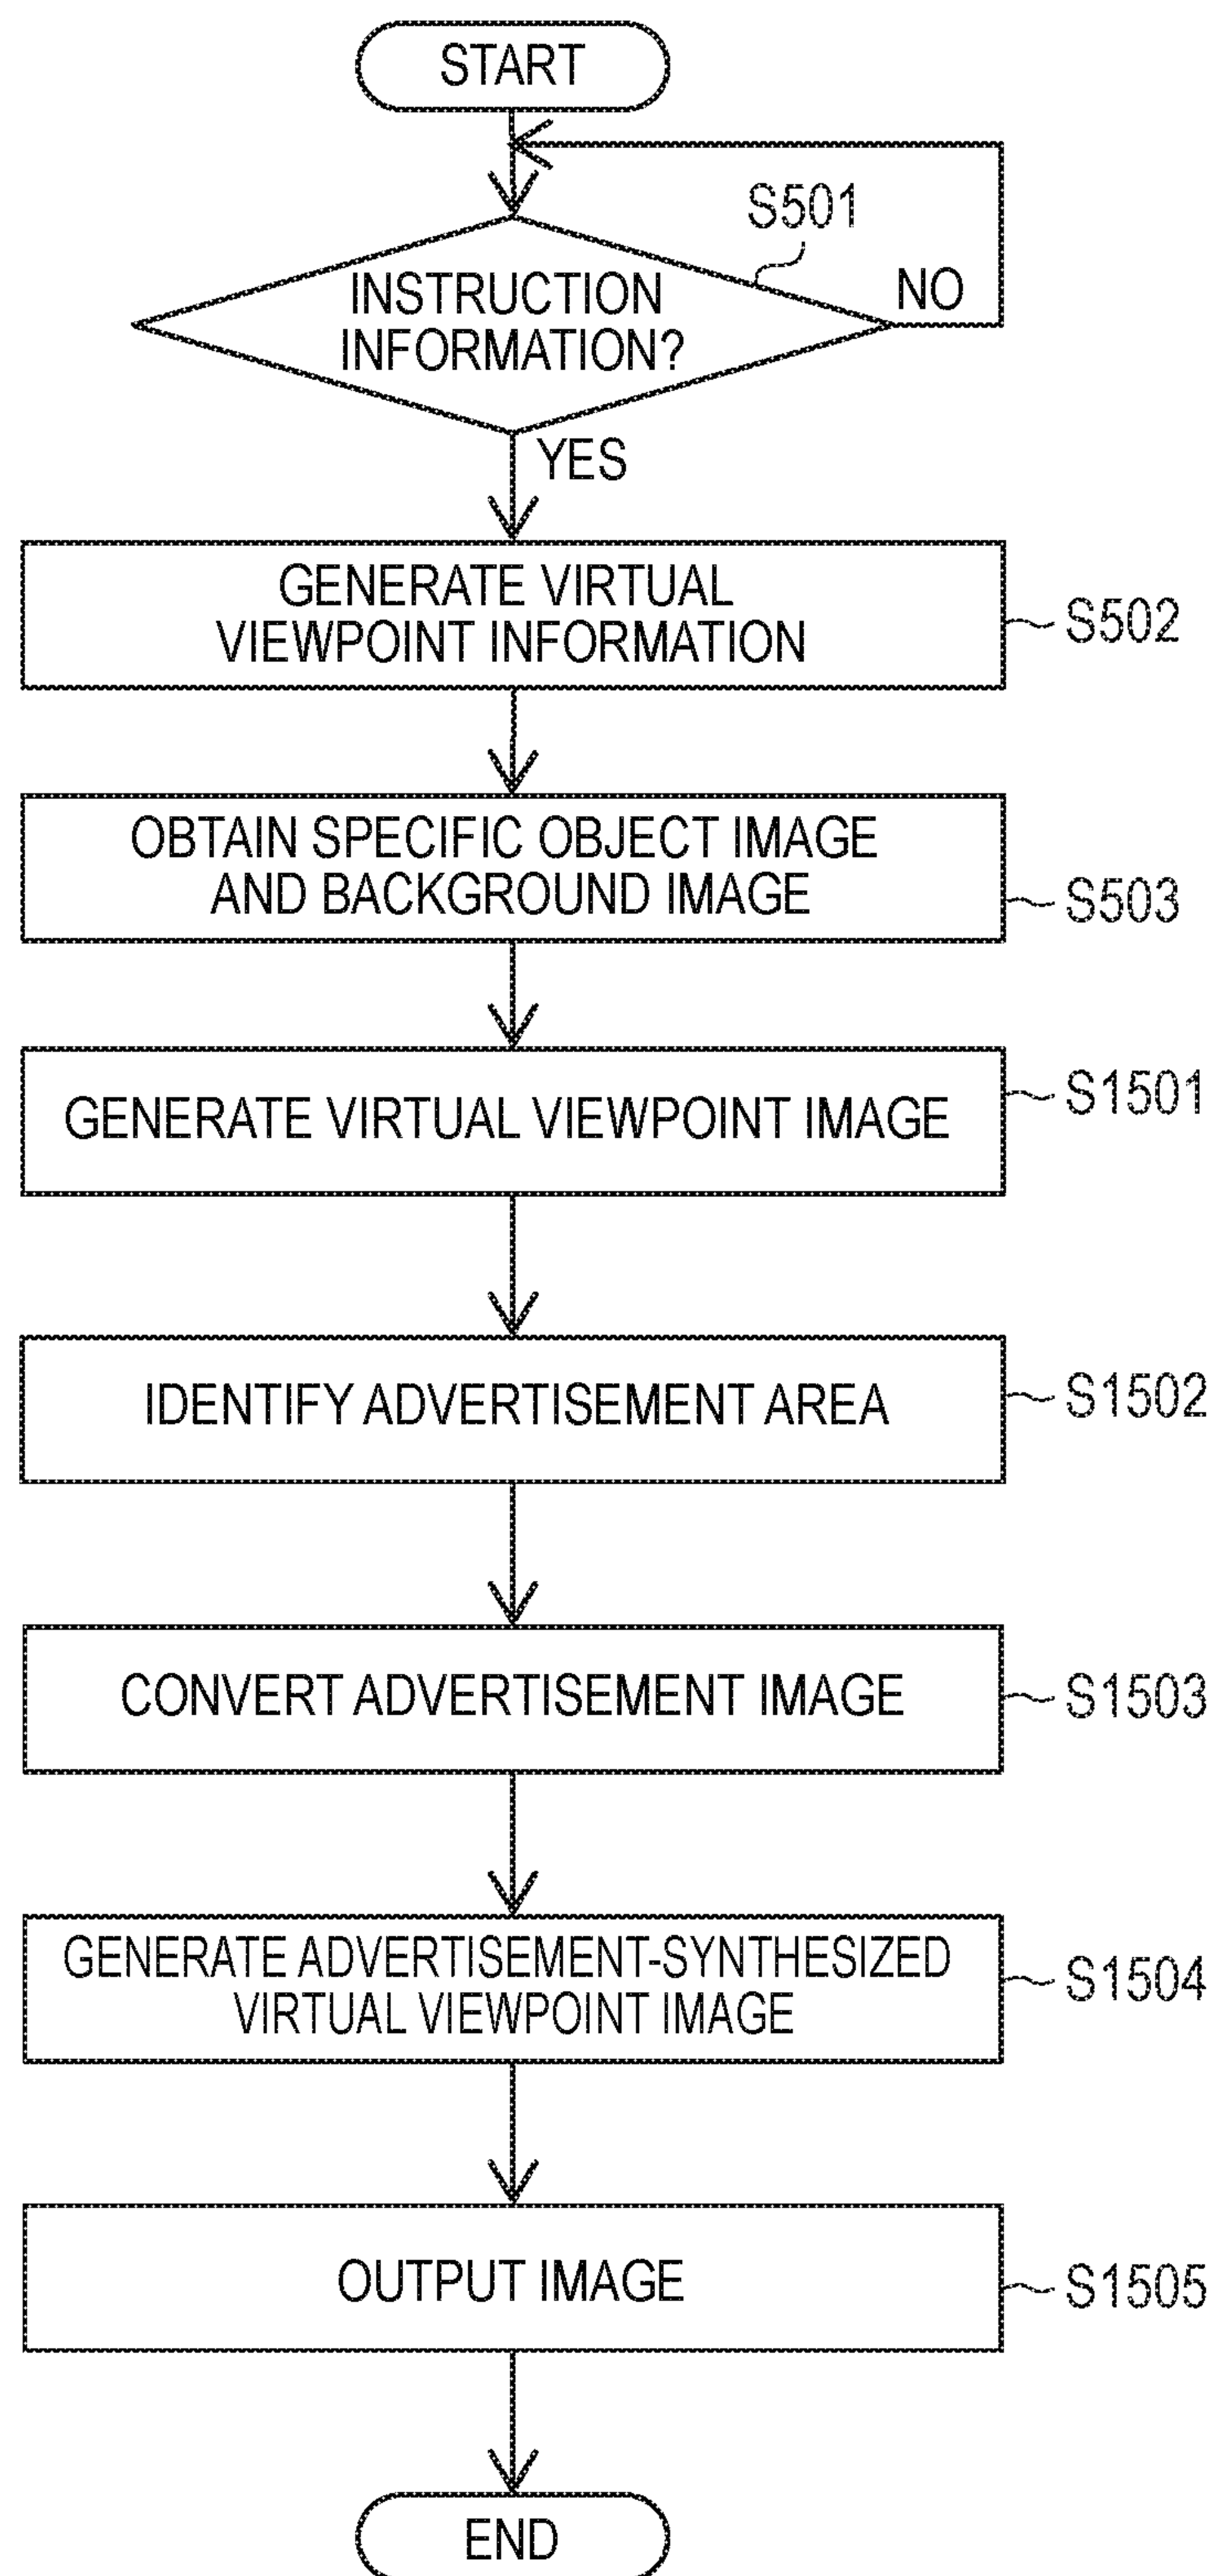 START
S501
INSTRUCTION
INFORMATION?
NO
YES
GENERATE VIRTUAL
VIEWPOINT INFORMATION
S502
OBTAIN SPECIFIC OBJECT IMAGE
AND BACKGROUND IMAGE
S503
GENERATE VIRTUAL VIEWPOINT IMAGE
S1501
IDENTIFY ADVERTISEMENT AREA
S1502
CONVERT ADVERTISEMENT IMAGE
S1503
GENERATE ADVERTISEMENT-SYNTHESIZED
VIRTUAL VIEWPOINT IMAGE
S1504
OUTPUT IMAGE
S1505
END